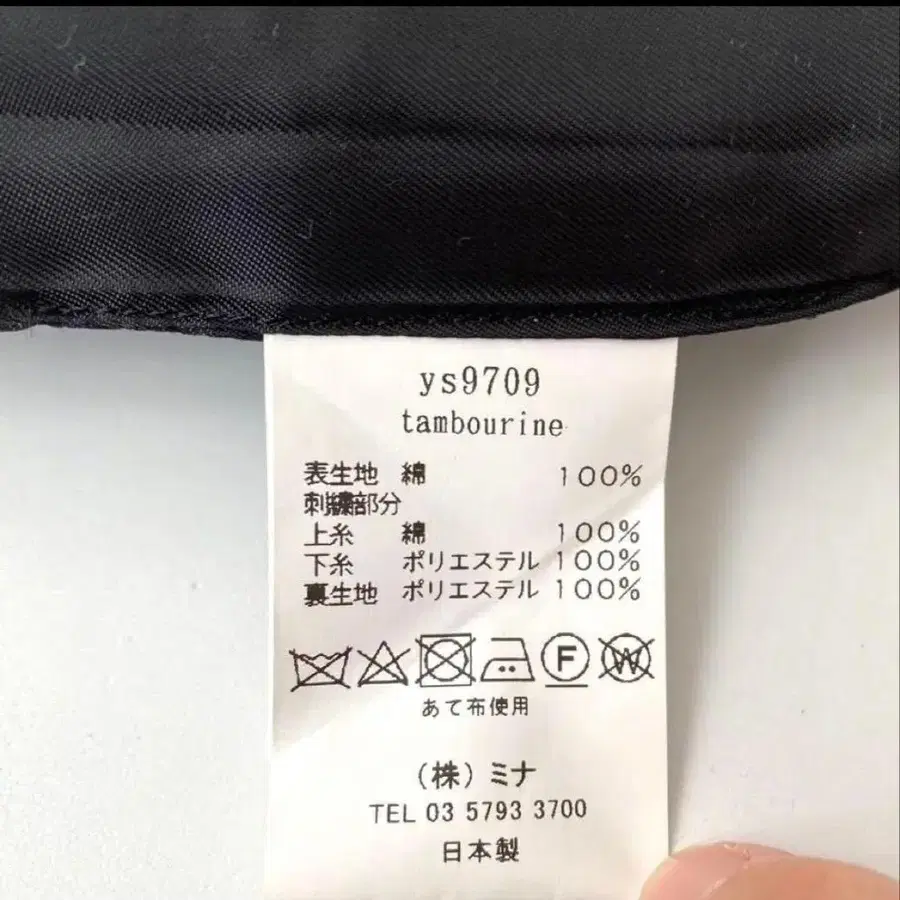 ys9709
tambourine
表生地 綿 100%
刺繍部分
上糸 綿 100%
下糸 ポリエステル 100%
裏生地 ポリエステル 100%
F W
あて布使用
(株)ミナ
TEL 03 5793 3700
日本製